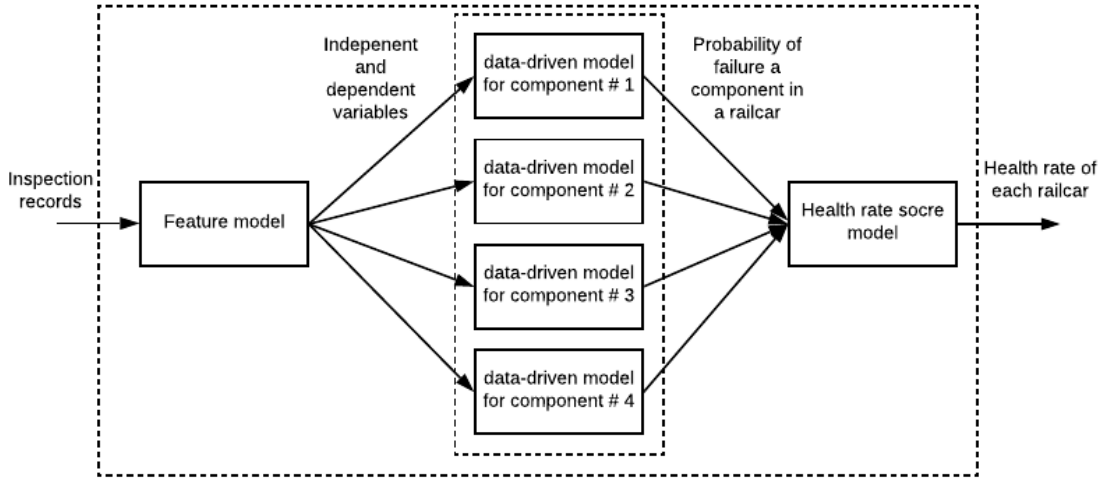 Inspection
records
Feature model
Indepenent
and
dependent
variables
data-driven model
for component # 1
data-driven model
for component # 2
data-driven model
for component # 3
data-driven model
for component # 4
Probability of
failure a
component in
a railcar
Health rate socre
model
Health rate of
each railcar